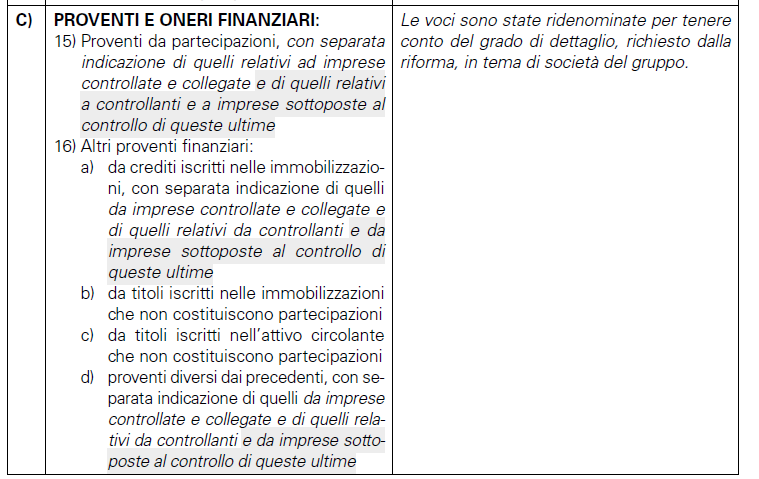 C) PROVENTI E ONERI FINANZIARI:
15) Proventi da partecipazioni, con separata
indicazione di quelli relativi ad imprese
controllate e collegate e di quelli relativi
a controllanti e a imprese sottoposte al
controllo di queste ultime
16) Altri proventi finanziari:
a) da crediti iscritti nelle immobilizzazio-
ni, con separata indicazione di quelli
da imprese controllate e collegate e
di quelli relativi da controllanti e da
imprese sottoposte al controllo di
queste ultime
b) da titoli iscritti nelle immobilizzazioni
che non costituiscono partecipazioni
c) da titoli iscritti nell'attivo circolante
che non costituiscono partecipazioni
d) proventi diversi dai precedenti, con se-
parata indicazione di quelli da imprese
controllate e collegate e di quelli rela-
tivi da controllanti e da imprese sotto-
poste al controllo di queste ultime
Le voci sono state ridenominate per tenere
conto del grado di dettaglio, richiesto dalla
riforma, in tema di società del gruppo.